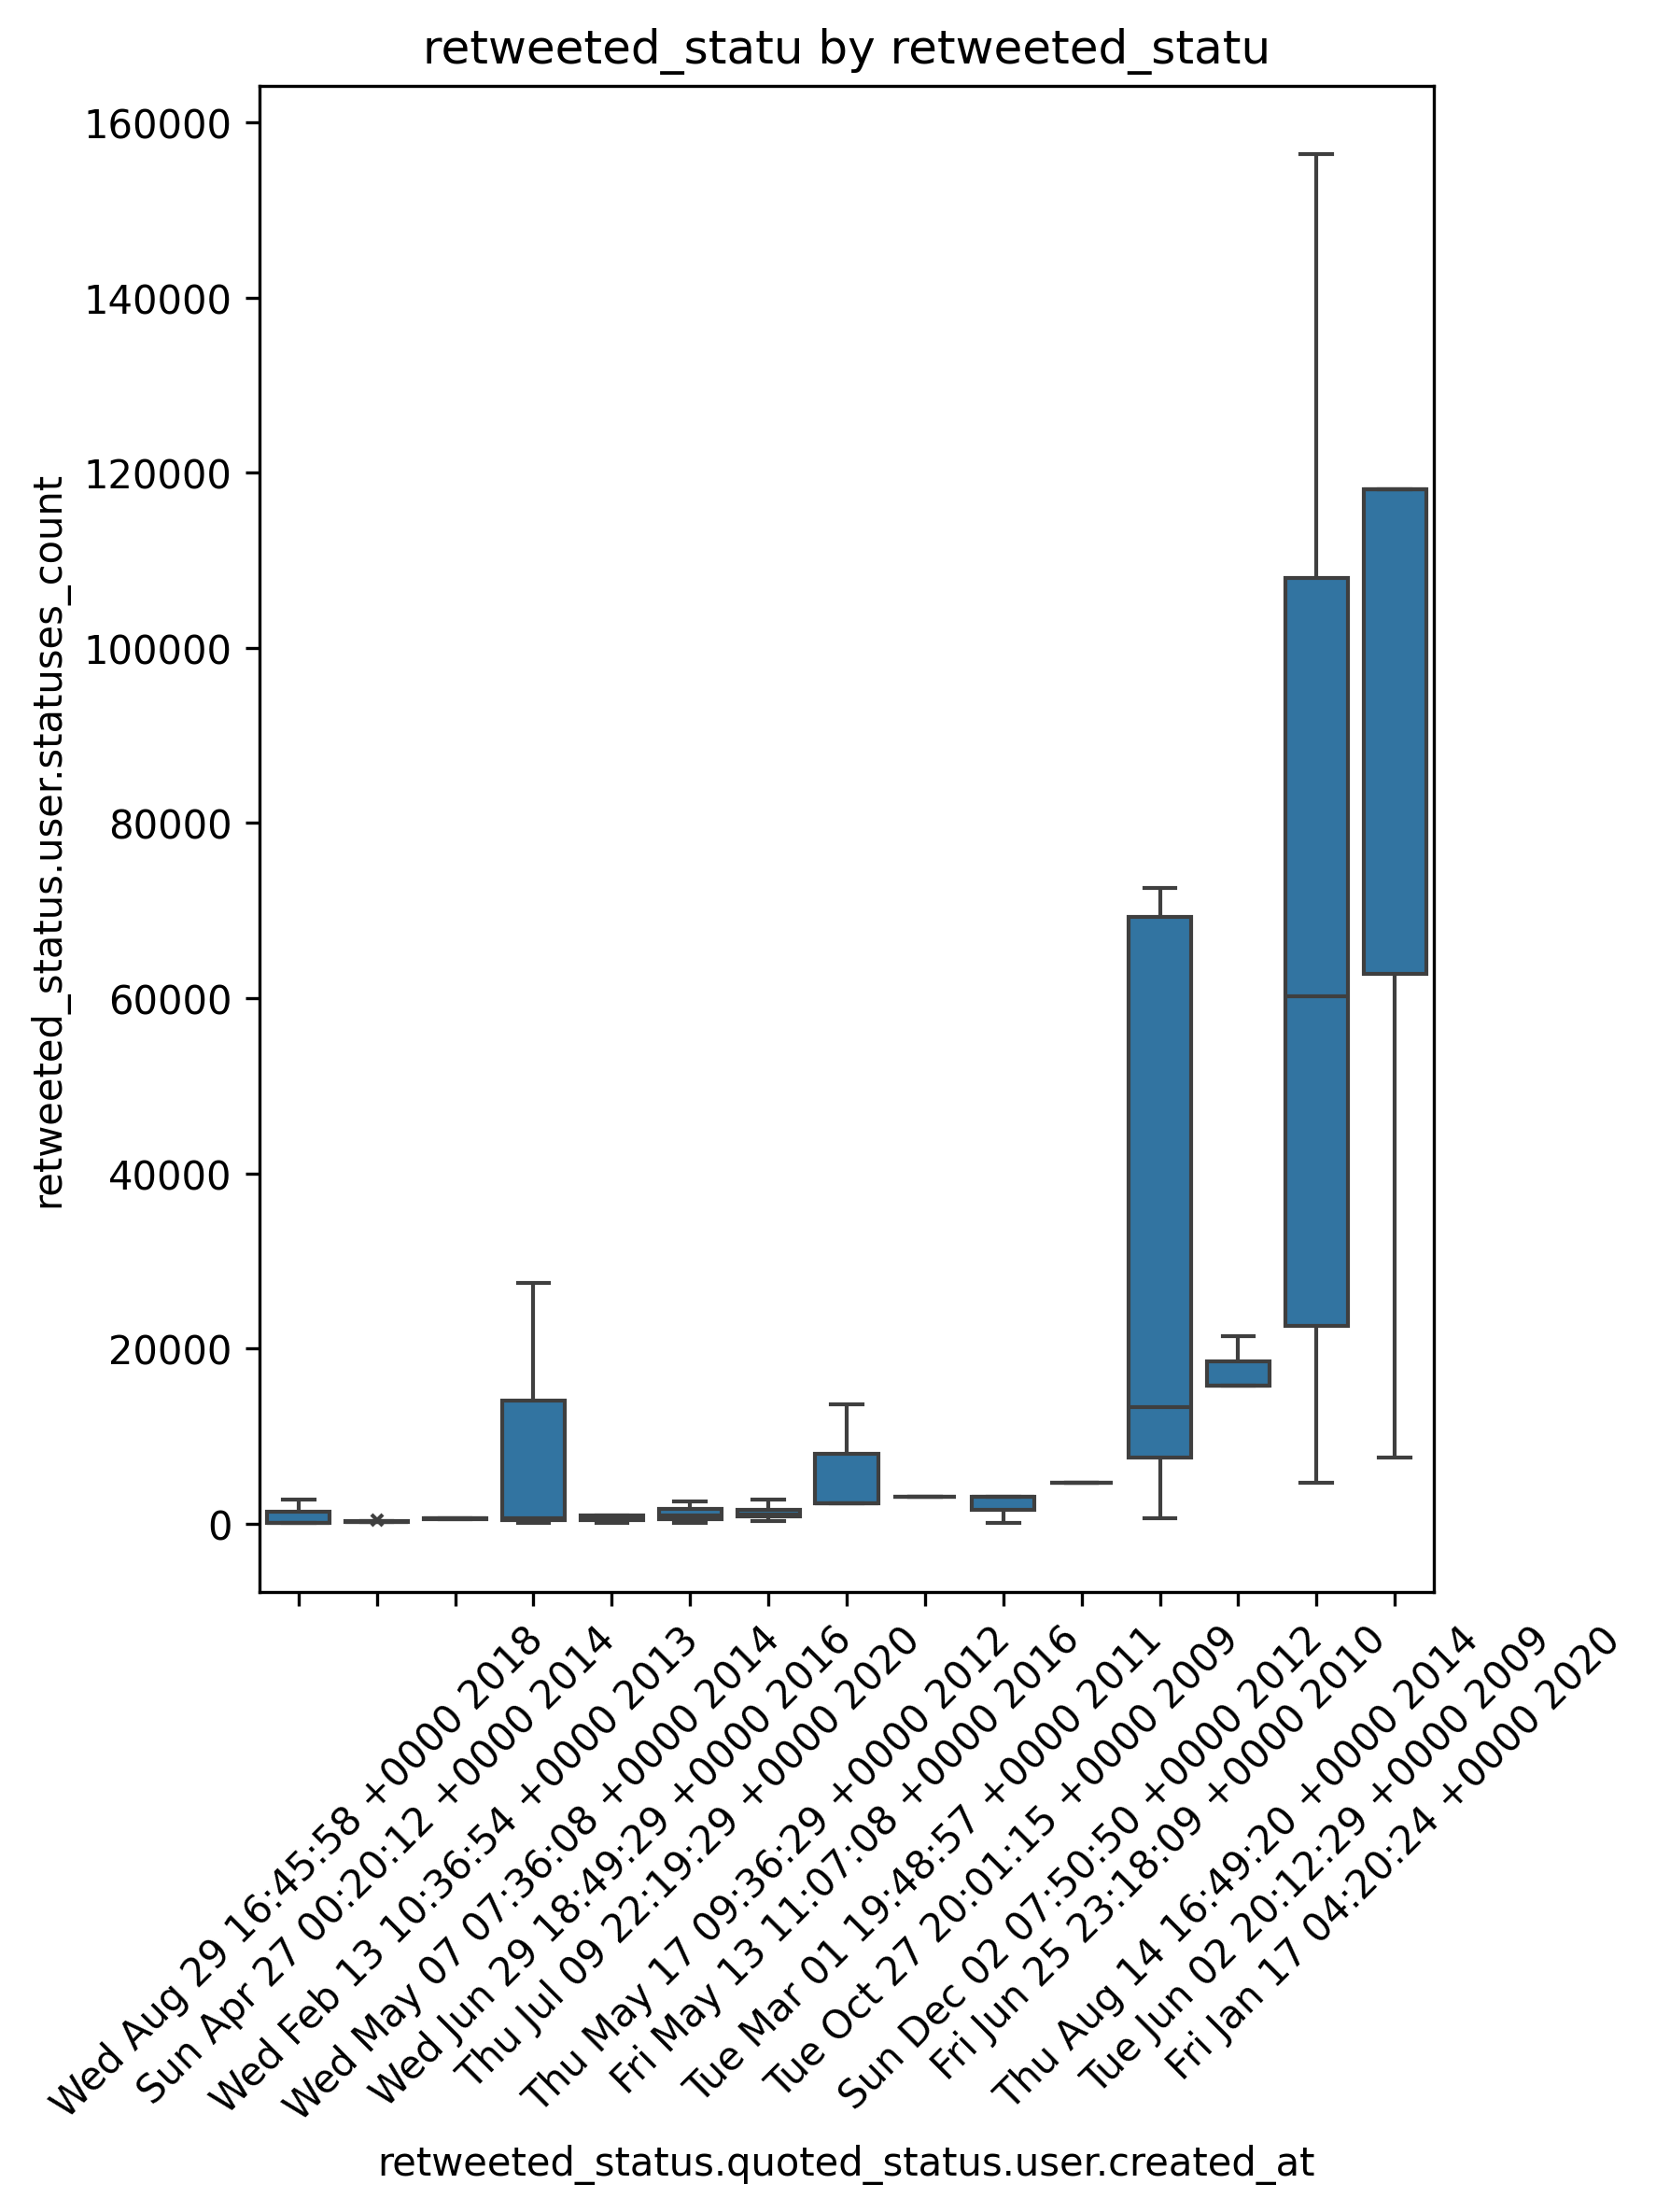 retweeted_statu by retweeted_statu
retweeted_status.user.statuses_count
160000
140000
120000
100000
80000
60000
40000
20000
0
Wed Aug 29 16:45:58 +0000 2018
Sun Apr 27 00:20:12 +0000 2014
Wed Feb 13 10:36:54 +0000 2013
Wed May 07 07:36:08 +0000 2014
Wed Jun 29 18:49:29 +0000 2016
Thu Jul 09 22:19:29 +0000 2020
Thu May 17 09:36:29 +0000 2012
Fri May 13 11:07:08 +0000 2016
Tue Mar 01 19:48:57 +0000 2011
Tue Oct 27 20:01:15 +0000 2009
Sun Dec 02 07:50:50 +0000 2012
Fri Jun 25 23:18:09 +0000 2010
Thu Aug 14 16:49:20 +0000 2014
Tue Jun 02 20:12:29 +0000 2009
Fri Jan 17 04:20:24 +0000 2020
retweeted_status.quoted_status.user.created_at